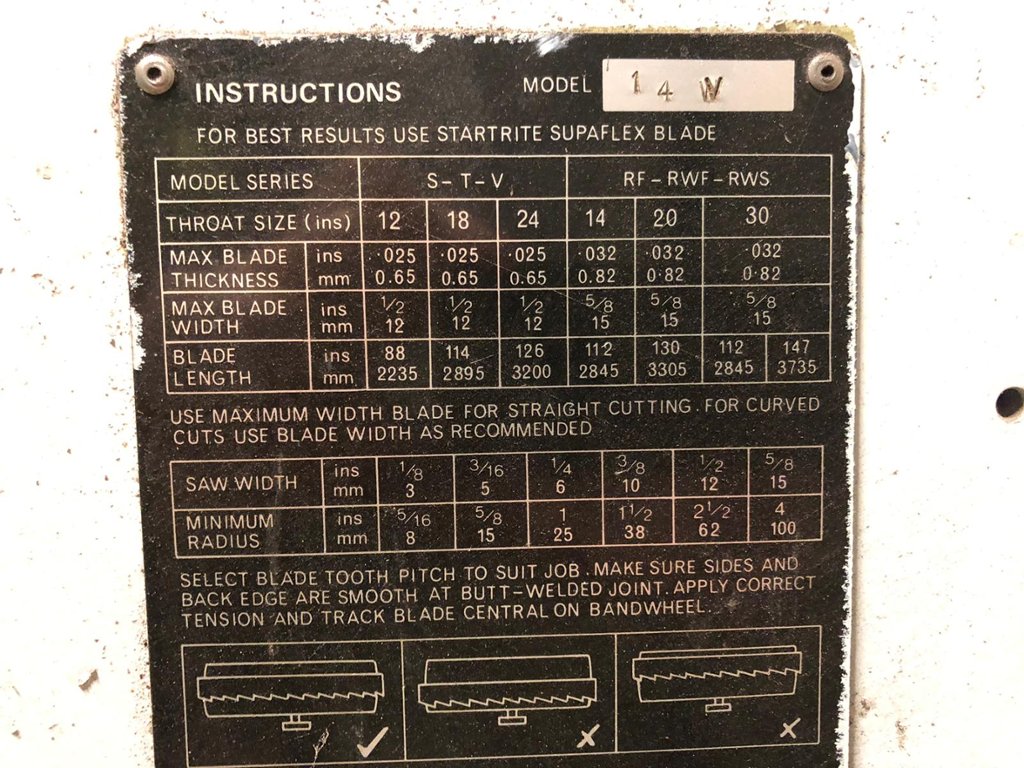 INSTRUCTIONS MODEL 14W
FOR BEST RESULTS USE STARTRITE SUPAFLEX BLADE
MODEL SERIES S-T-V RF-RWF-RWS
THROAT SIZE (ins) 12 18 24 14 20 30
MAX BLADE THICKNESS ins ·025 ·025 ·025 ·032 ·032 ·032
mm 0.65 0.65 0.65 0.82 0.82 0.82
MAX BLADE WIDTH ins 1/2 1/2 1/2 5/8 5/8 5/8
mm 12 12 12 15 15 15
BLADE LENGTH ins 88 114 126 112 130 112 147
mm 2235 2895 3200 2845 3305 2845 3735
USE MAXIMUM WIDTH BLADE FOR STRAIGHT CUTTING. FOR CURVED
CUTS USE BLADE WIDTH AS RECOMMENDED
SAW WIDTH ins 1/8 3/16 1/4 3/8 1/2 5/8
mm 3 5 6 10 12 15
MINIMUM RADIUS ins 5/16 5/8 1 1 1/2 2 1/2 4
mm 8 15 25 38 62 100
SELECT BLADE TOOTH PITCH TO SUIT JOB. MAKE SURE SIDES AND
BACK EDGE ARE SMOOTH AT BUTT-WELDED JOINT. APPLY CORRECT
TENSION AND TRACK BLADE CENTRAL ON BANDWHEEL.